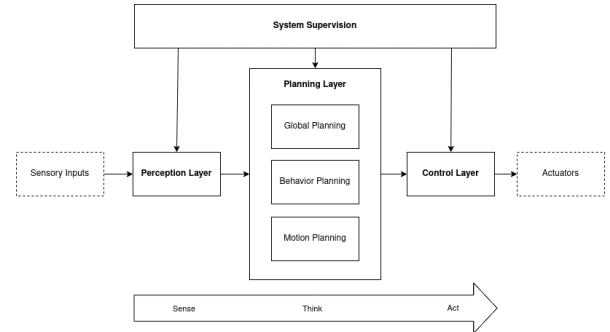 System Supervision
Planning Layer
Global Planning
Sensory Inputs
Perception Layer
Behavior Planning
Control Layer
Actuators
Motion Planning
Sense
Think
Act